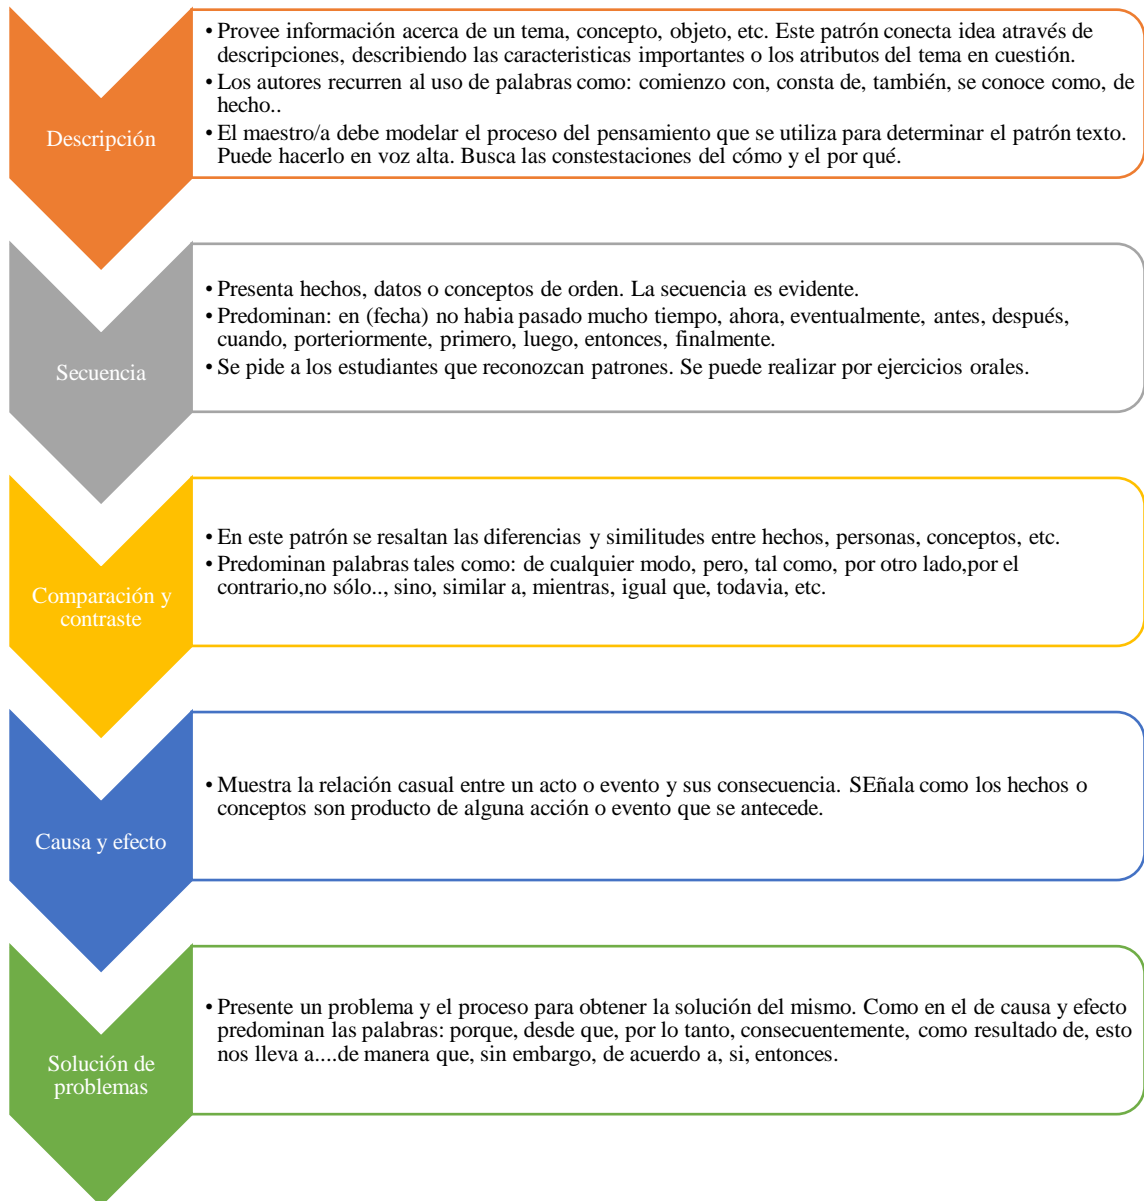 Descripción
• Provee información acerca de un tema, concepto, objeto, etc. Este patrón conecta idea através de
descripciones, describiendo las caracteristicas importantes o los atributos del tema en cuestión.
• Los autores recurren al uso de palabras como: comienzo con, consta de, también, se conoce como, de
hecho..
• El maestro/a debe modelar el proceso del pensamiento que se utiliza para determinar el patrón texto.
Puede hacerlo en voz alta. Busca las constestaciones del cómo y el por qué.
Secuencia
• Presenta hechos, datos o conceptos de orden. La secuencia es evidente.
• Predominan: en (fecha) no habia pasado mucho tiempo, ahora, eventualmente, antes, después,
cuando, porteriormente, primero, luego, entonces, finalmente.
• Se pide a los estudiantes que reconozcan patrones. Se puede realizar por ejercicios orales.
Comparación y
contraste
• En este patrón se resaltan las diferencias y similitudes entre hechos, personas, conceptos, etc.
• Predominan palabras tales como: de cualquier modo, pero, tal como, por otro lado,por el
contrario,no sólo.., sino, similar a, mientras, igual que, todavia, etc.
Causa y efecto
• Muestra la relación casual entre un acto o evento y sus consecuencia. SEñala como los hechos o
conceptos son producto de alguna acción o evento que se antecede.
Solución de
problemas
• Presente un problema y el proceso para obtener la solución del mismo. Como en el de causa y efecto
predominan las palabras: porque, desde que, por lo tanto, consecuentemente, como resultado de, esto
nos lleva a....de manera que, sin embargo, de acuerdo a, si, entonces.